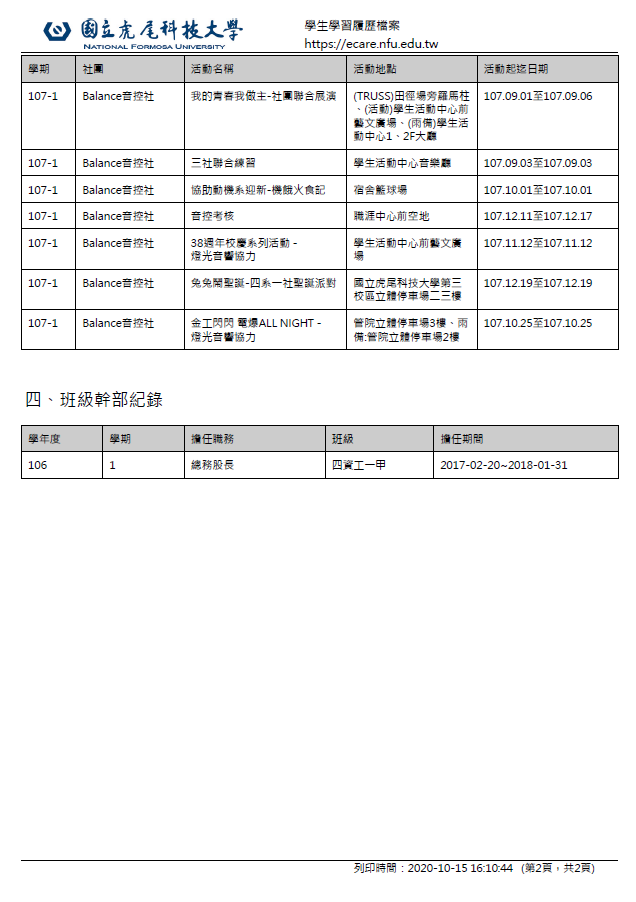 國立虎尾科技大學
NATIONAL FORMOSA UNIVERSITY
學生學習履歷檔案
https://ecare.nfu.edu.tw
學期 社團 活動名稱 活動地點 活動起迄日期
107-1 Balance音控社 我的青春我做主-社團聯合展演 (TRUSS)田徑場旁羅馬柱 107.09.01至107.09.06
、(活動)學生活動中心前
藝文廣場、(雨備)學生活
動中心1、2F大廳
107-1 Balance音控社 三社聯合練習 學生活動中心音樂廳 107.09.03至107.09.03
107-1 Balance音控社 協助動機系迎新-機餓火食記 宿舍籃球場 107.10.01至107.10.01
107-1 Balance音控社 音控考核 職涯中心前空地 107.12.11至107.12.17
107-1 Balance音控社 38週年校慶系列活動 - 學生活動中心前藝文廣 107.11.12至107.11.12
燈光音響協力 場
107-1 Balance音控社 兔兔鬧聖誕-四系一社聖誕派對 國立虎尾科技大學第三 107.12.19至107.12.19
校區立體停車場二三樓
107-1 Balance音控社 金工閃閃 電爆ALL NIGHT - 管院立體停車場3樓、雨 107.10.25至107.10.25
燈光音響協力 備:管院立體停車場2樓
四、班級幹部紀錄
學年度 學期 擔任職務 班級 擔任期間
106 1 總務股長 四資工一甲 2017-02-20~2018-01-31
列印時間：2020-10-15 16:10:44 (第2頁，共2頁)